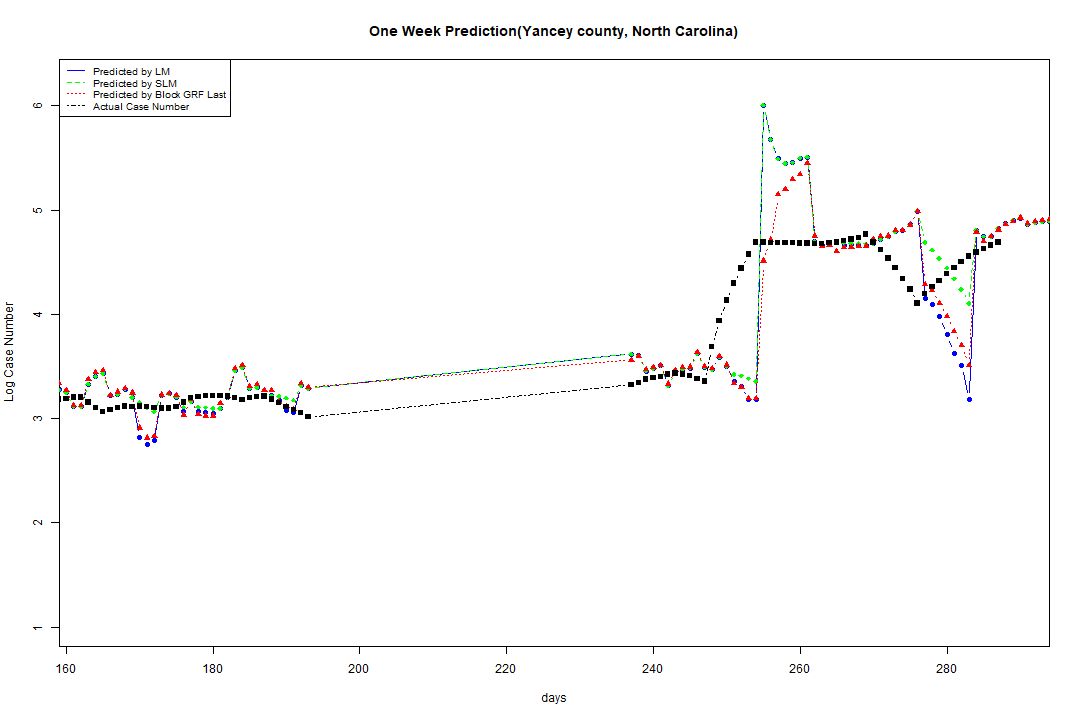 One Week Prediction(Yancey county, North Carolina)
Predicted by LM
Predicted by SLM
Predicted by Block GRF Last
Actual Case Number
6
5
4
3
2
1
Log Case Number
160 180 200 220 240 260 280
days